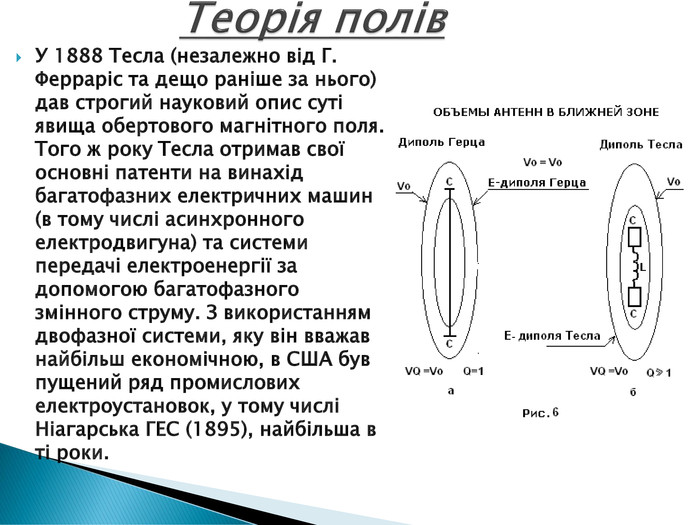 Теорія полів
У 1888 Тесла (незалежно від Г.
Ферраріс та дещо раніше за нього)
дав строгий науковий опис суті
явища обертового магнітного поля.
Того ж року Тесла отримав свої
основні патенти на винахід
багатофазних електричних машин
(в тому числі асинхронного
електродвигуна) та системи
передачі електроенергії за
допомогою багатофазного
змінного струму. З використанням
двофазної системи, яку він вважав
найбільш економічною, в США був
пущений ряд промислових
електроустановок, у тому числі
Ніагарська ГЕС (1895), найбільша в
ті роки.
ОБЪЕМЫ АНТЕНН В БЛИЖНЕЙ ЗОНЕ
Диполь Герца
Диполь Тесла
Vo = Vo
Vo
C
Е-диполя Герца
Vo
C
L
C
Е- диполя Тесла
C
VQ =Vo
Q=1
VQ =Vo
Q⩾1
а
б
Рис.6